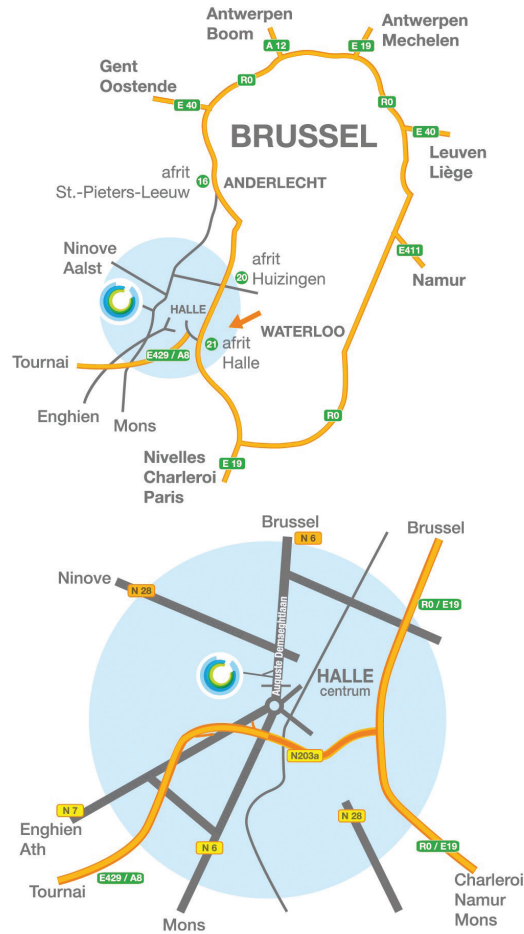 Antwerpen
Boom
Antwerpen
Mechelen
A 12
E 19
Gent
Oostende
R0
R0
E 40
E 40
BRUSSEL
Leuven
Liège
afrit
St.-Pieters-Leeuw
16
ANDERLECHT
Ninove
Aalst
afrit
Huizingen
20
E411
Namur
HALLE
WATERLOO
21
afrit
Halle
Tournai
E429 / A8
Enghien
Mons
R0
Nivelles
Charleroi
Paris
E 19
Brussel
N 6
Brussel
Ninove
N 28
R0 / E19
Auguste Demaeghtlaan
HALLE
centrum
N203a
N 7
Enghien
Ath
N 28
N 6
R0 / E19
Tournai
E429 / A8
Mons
Charleroi
Namur
Mons